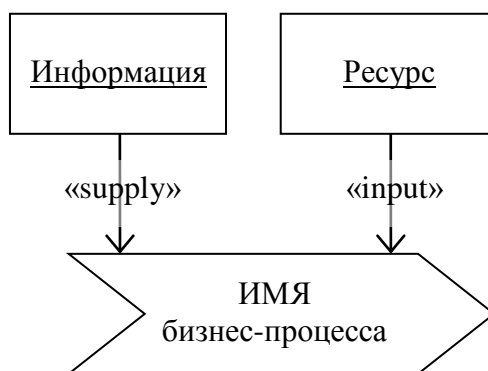 Информация
Ресурс
«supply»
«input»
ИМЯ
бизнес-процесса